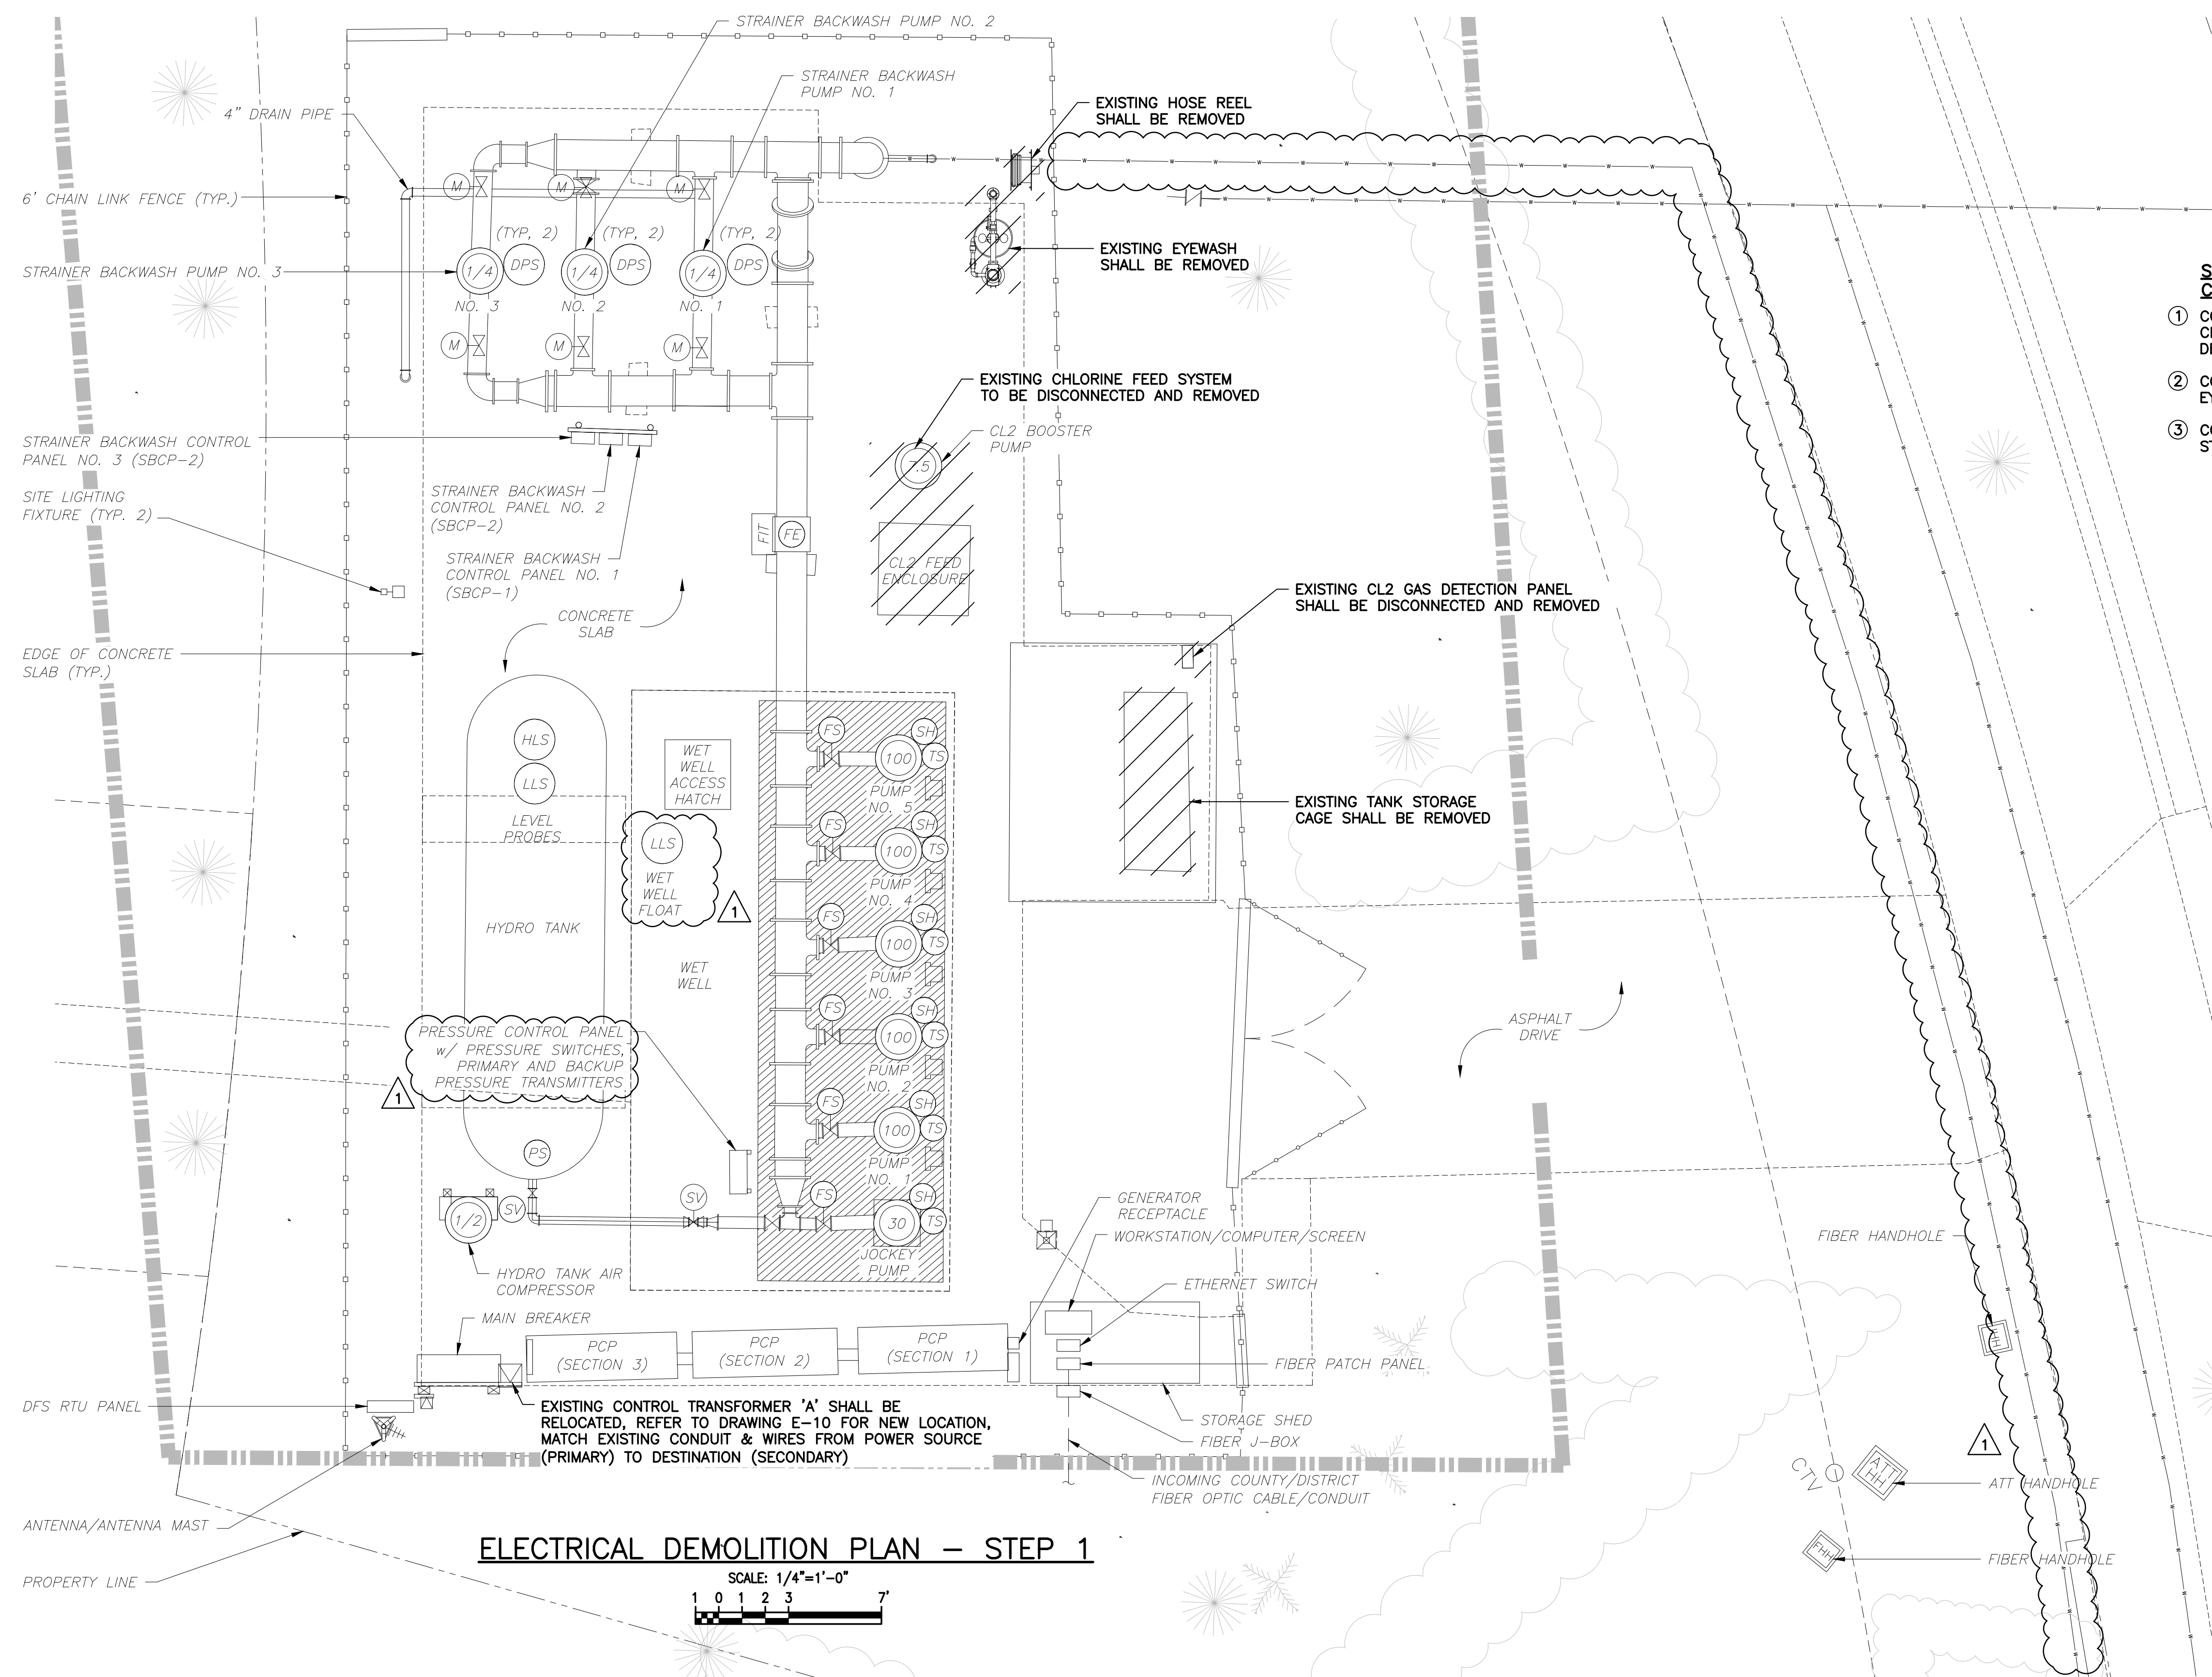 STRAINER BACKWASH PUMP NO. 2
STRAINER BACKWASH
PUMP NO. 1
4" DRAIN PIPE
EXISTING HOSE REEL
SHALL BE REMOVED
6' CHAIN LINK FENCE (TYP.)
M
M
M
(TYP, 2)
(TYP, 2)
(TYP, 2)
EXISTING EYEWASH
SHALL BE REMOVED
STRAINER BACKWASH PUMP NO. 3
1/4
DPS
1/4
DPS
1/4
DPS
NO. 3
NO. 2
NO. 1
M
M
M
1
2
3
EXISTING CHLORINE FEED SYSTEM
TO BE DISCONNECTED AND REMOVED
CL2 BOOSTER
PUMP
7.5
STRAINER BACKWASH CONTROL
PANEL NO. 3 (SBCP-2)
STRAINER BACKWASH
CONTROL PANEL NO. 2
(SBCP-2)
SITE LIGHTING
FIXTURE (TYP. 2)
FIT
FE
STRAINER BACKWASH
CONTROL PANEL NO. 1
(SBCP-1)
CL2 FEED
ENCLOSURE
EXISTING CL2 GAS DETECTION PANEL
SHALL BE DISCONNECTED AND REMOVED
CONCRETE
SLAB
EDGE OF CONCRETE
SLAB (TYP.)
HLS
LLS
LEVEL
PROBES
WET
WELL
ACCESS
HATCH
FS
SH
100
TS
PUMP
NO. 5
EXISTING TANK STORAGE
CAGE SHALL BE REMOVED
LLS
WET
WELL
FLOAT
1
FS
SH
100
TS
PUMP
NO. 4
HYDRO TANK
FS
SH
100
TS
PUMP
NO. 3
WET
WELL
FS
SH
100
TS
PUMP
NO. 2
PRESSURE CONTROL PANEL
w/ PRESSURE SWITCHES,
PRIMARY AND BACKUP
PRESSURE TRANSMITTERS
1
ASPHALT
DRIVE
FS
SH
100
TS
PUMP
NO. 1
PS
SV
1/2
SV
FS
SH
30
TS
JOCKEY
PUMP
GENERATOR
RECEPTACLE
WORKSTATION/COMPUTER/SCREEN
FIBER HANDHOLE
HYDRO TANK AIR
COMPRESSOR
ETHERNET SWITCH
MAIN BREAKER
PCP
(SECTION 3)
PCP
(SECTION 2)
PCP
(SECTION 1)
FIBER PATCH PANEL
FHH
DFS RTU PANEL
EXISTING CONTROL TRANSFORMER 'A' SHALL BE
RELOCATED, REFER TO DRAWING E-10 FOR NEW LOCATION,
MATCH EXISTING CONDUIT & WIRES FROM POWER SOURCE
(PRIMARY) TO DESTINATION (SECONDARY)
STORAGE SHED
FIBER J-BOX
1
INCOMING COUNTY/DISTRICT
FIBER OPTIC CABLE/CONDUIT
CTV
ATT
HH
ATT HANDHOLE
ANTENNA/ANTENNA MAST
FHH
FIBER HANDHOLE
PROPERTY LINE
ELECTRICAL DEMOLITION PLAN – STEP 1
SCALE: 1/4"=1'-0"
1 0 1 2 3 7'